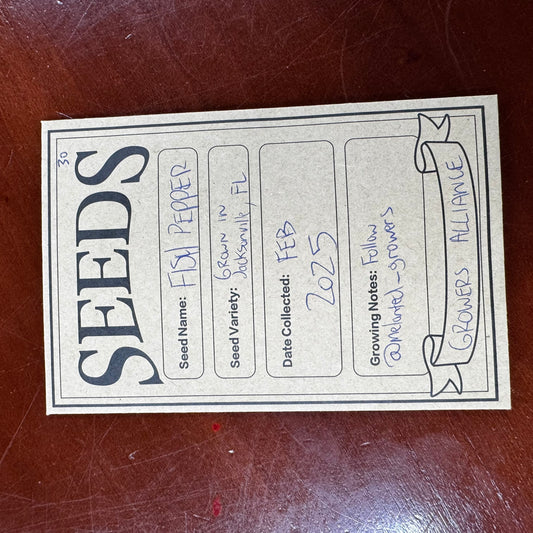 30
SEEDS
Seed Name: FISH PEPPER
Seed Variety: GROWN IN
Jacksonville, FL
Date Collected: FEB
2025
Growing Notes: Follow
@melanted_growers
GROWERS ALLIANCE